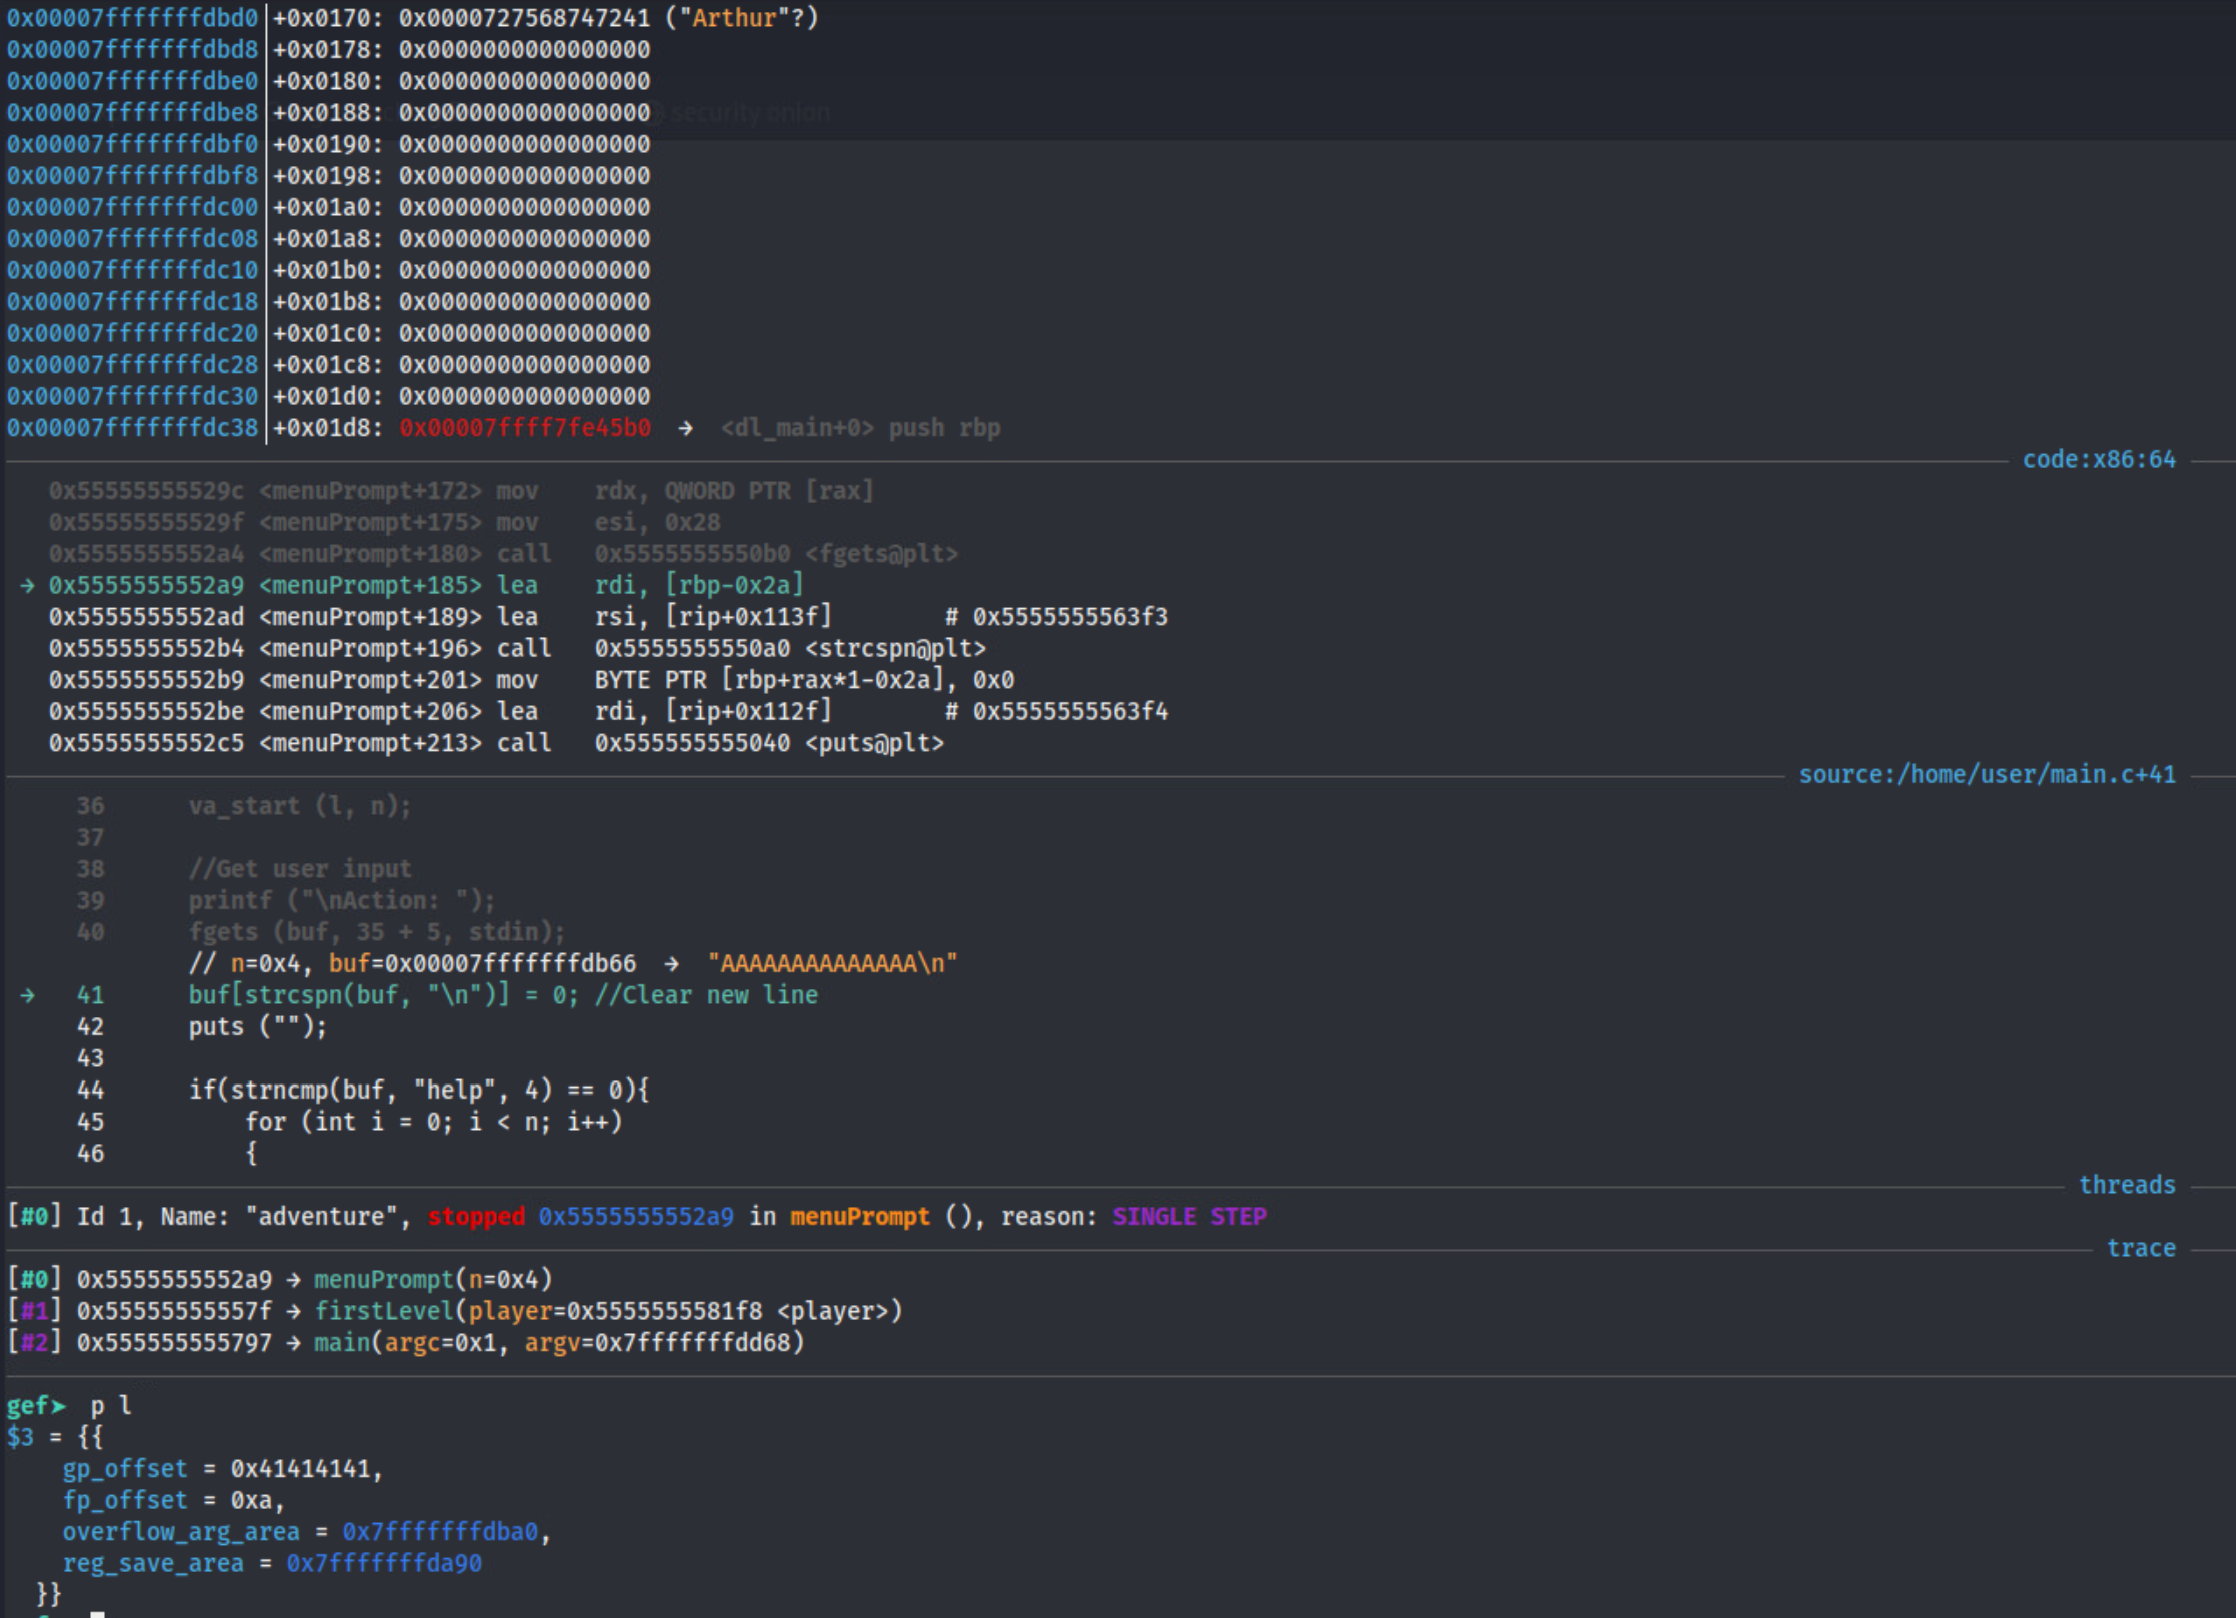 0x00007fffffffdbd0│+0x0170: 0x0000727568747241 ("Arthur"?)
0x00007fffffffdbd8│+0x0178: 0x0000000000000000
0x00007fffffffdbe0│+0x0180: 0x0000000000000000
0x00007fffffffdbe8│+0x0188: 0x0000000000000000 security onion
0x00007fffffffdbf0│+0x0190: 0x0000000000000000
0x00007fffffffdbf8│+0x0198: 0x0000000000000000
0x00007fffffffdc00│+0x01a0: 0x0000000000000000
0x00007fffffffdc08│+0x01a8: 0x0000000000000000
0x00007fffffffdc10│+0x01b0: 0x0000000000000000
0x00007fffffffdc18│+0x01b8: 0x0000000000000000
0x00007fffffffdc20│+0x01c0: 0x0000000000000000
0x00007fffffffdc28│+0x01c8: 0x0000000000000000
0x00007fffffffdc30│+0x01d0: 0x0000000000000000
0x00007fffffffdc38│+0x01d8: 0x00007ffff7fe45b0 → <dl_main+0> push rbp
code:x86:64
0x55555555529c <menuPrompt+172> mov rdx, QWORD PTR [rax]
0x55555555529f <menuPrompt+175> mov esi, 0x28
0x5555555552a4 <menuPrompt+180> call 0x5555555550b0 <fgets@plt>
→ 0x5555555552a9 <menuPrompt+185> lea rdi, [rbp-0x2a]
0x5555555552ad <menuPrompt+189> lea rsi, [rip+0x113f] # 0x5555555563f3
0x5555555552b4 <menuPrompt+196> call 0x5555555550a0 <strcspn@plt>
0x5555555552b9 <menuPrompt+201> mov BYTE PTR [rbp+rax*1-0x2a], 0x0
0x5555555552be <menuPrompt+206> lea rdi, [rip+0x112f] # 0x5555555563f4
0x5555555552c5 <menuPrompt+213> call 0x555555555040 <puts@plt>
source:/home/user/main.c+41
36 va_start (l, n);
37
38 //Get user input
39 printf ("\nAction: ");
40 fgets (buf, 35 + 5, stdin);
// n=0x4, buf=0x00007fffffffdb66 → "AAAAAAAAAAAAAA\n"
→ 41 buf[strcspn(buf, "\n")] = 0; //Clear new line
42 puts ("");
43
44 if(strncmp(buf, "help", 4) == 0){
45 for (int i = 0; i < n; i++)
46 {
threads
[#0] Id 1, Name: "adventure", stopped 0x5555555552a9 in menuPrompt (), reason: SINGLE STEP
trace
[#0] 0x5555555552a9 → menuPrompt(n=0x4)
[#1] 0x55555555557f → firstLevel(player=0x5555555581f8 <player>)
[#2] 0x555555555797 → main(argc=0x1, argv=0x7fffffffdd68)
gef➤ p l
$3 = {{
gp_offset = 0x41414141,
fp_offset = 0xa,
overflow_arg_area = 0x7fffffffdba0,
reg_save_area = 0x7fffffffda90
}}